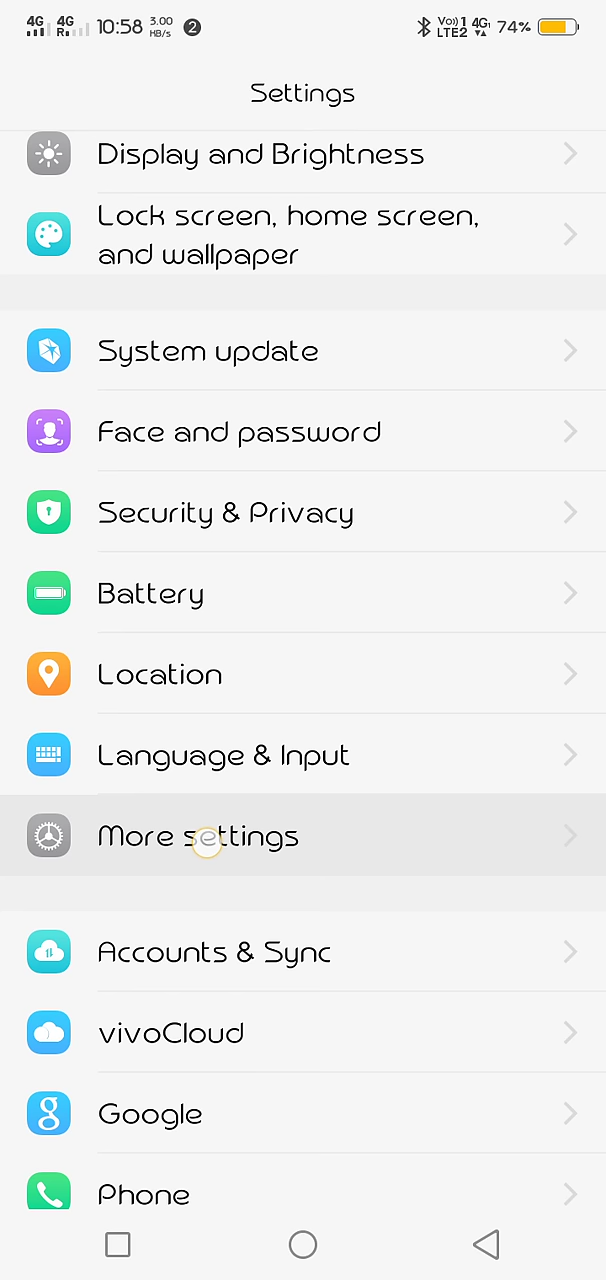 4G 4G R 10:58 3.00 KB/s 2 Vo)) 1 LTE2 4G1 74%
Settings
Display and Brightness
Lock screen, home screen,
and wallpaper
System update
Face and password
Security & Privacy
Battery
Location
Language & Input
More settings
Accounts & Sync
vivoCloud
Google
Phone